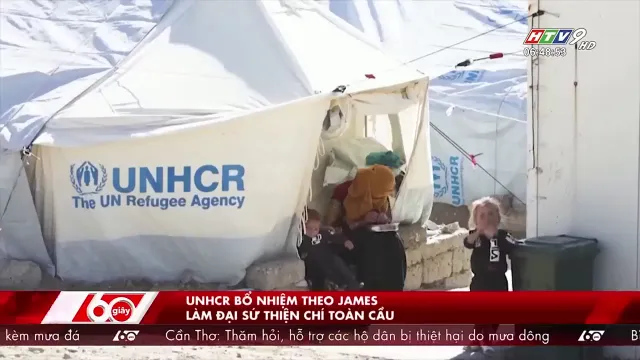 HTV9 HD
06:48:53
UNHCR
The UN Refugee Agency
UNHCR
60 giây
UNHCR BỔ NHIỆM THEO JAMES
LÀM ĐẠI SỨ THIỆN CHÍ TOÀN CẦU
kèm mưa đá 60 Cần Thơ: Thăm hỏi, hỗ trợ các hộ dân bị thiệt hại do mưa dông 60